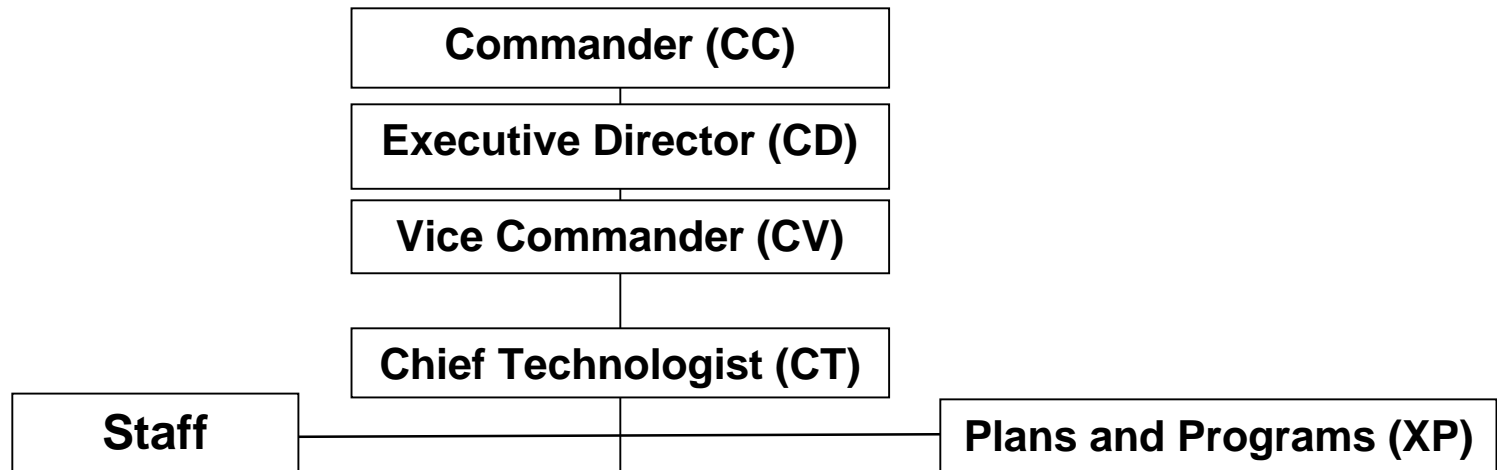 Commander (CC)
Executive Director (CD)
Vice Commander (CV)
Chief Technologist (CT)
Staff
Plans and Programs (XP)